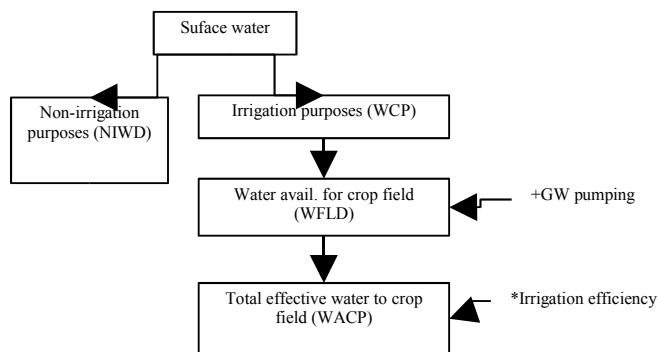 Suface water
Non-irrigation
purposes (NIWD)
Irrigation purposes (WCP)
Water avail. for crop field
(WFLD)
+GW pumping
Total effective water to crop
field (WACP)
*Irrigation efficiency